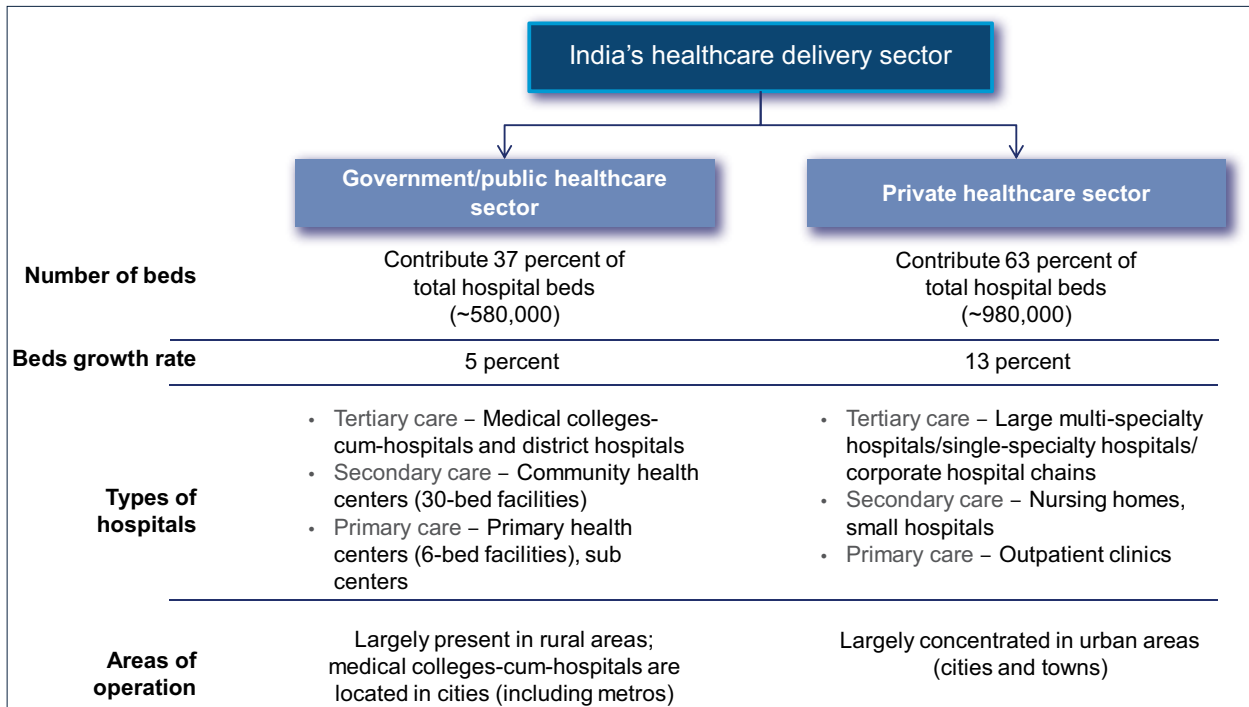 India’s healthcare delivery sector
Government/public healthcare
sector
Private healthcare sector
Number of beds
Contribute 37 percent of
total hospital beds
(~580,000)
Contribute 63 percent of
total hospital beds
(~980,000)
Beds growth rate
5 percent
13 percent
Types of
hospitals
• Tertiary care – Medical colleges-
cum-hospitals and district hospitals
• Secondary care – Community health
centers (30-bed facilities)
• Primary care – Primary health
centers (6-bed facilities), sub
centers
• Tertiary care – Large multi-specialty
hospitals/single-specialty hospitals/
corporate hospital chains
• Secondary care – Nursing homes,
small hospitals
• Primary care – Outpatient clinics
Areas of
operation
Largely present in rural areas;
medical colleges-cum-hospitals are
located in cities (including metros)
Largely concentrated in urban areas
(cities and towns)